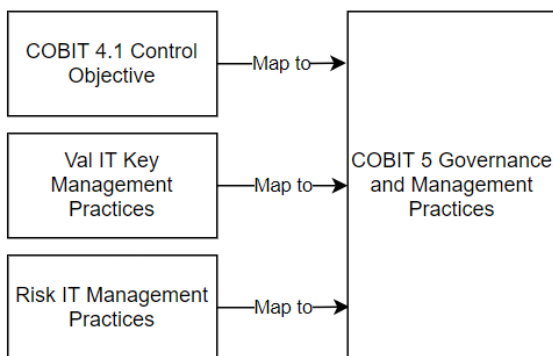 COBIT 4.1 Control
Objective
Map to
Val IT Key
Management
Practices
Map to
COBIT 5 Governance
and Management
Practices
Risk IT Management
Practices
Map to